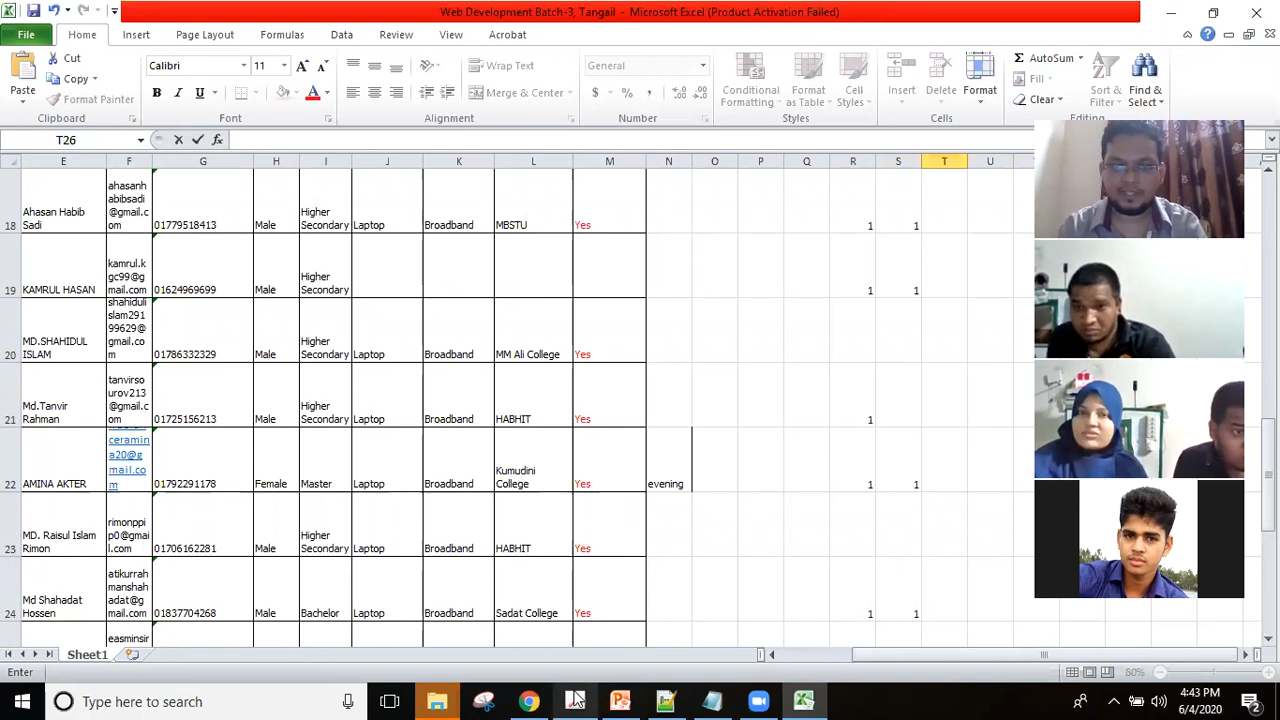 Web Development Batch-3, Tangail - Microsoft Excel (Product Activation Failed)
File Home Insert Page Layout Formulas Data Review View Acrobat
Paste
Cut
Copy
Format Painter
Clipboard
Calibri 11
B I U
Font
Wrap Text
Merge & Center
Alignment
General
$ % ,
Number
Conditional Formatting
Format as Table
Cell Styles
Styles
Insert
Delete
Format
Cells
Σ AutoSum
Fill
Clear
Sort & Filter
Find & Select
Editing
T26
fx
E F G H I J K L M N O P Q R S T U
18 Ahasan Habib Sadi ahasanhabibsadi@gmail.com 01779518413 Male Higher Secondary Laptop Broadband MBSTU Yes 1 1
19 KAMRUL HASAN kamrul.kgc99@gmail.com 01624969699 Male Higher Secondary 1 1
20 MD.SHAHIDUL ISLAM shahidulislam29199629@gmail.com 01786332329 Male Higher Secondary Laptop Broadband MM Ali College Yes 1 1
21 Md.Tanvir Rahman tanvirsourov213@gmail.com 01725156213 Male Higher Secondary Laptop Broadband HABHIT Yes 1
22 AMINA AKTER ceramina20@gmail.com 01792291178 Female Master Laptop Broadband Kumudini College Yes evening 1 1
23 MD. Raisul Islam Rimon rimonppip0@gmail.com 01706162281 Male Higher Secondary Laptop Broadband HABHIT Yes
24 Md Shahadat Hossen atikurrahmanshahadat@gmail.com 01837704268 Male Bachelor Laptop Broadband Sadat College Yes 1 1
easminsir
Sheet1
Enter
80%
Type here to search
4:43 PM
6/4/2020
2